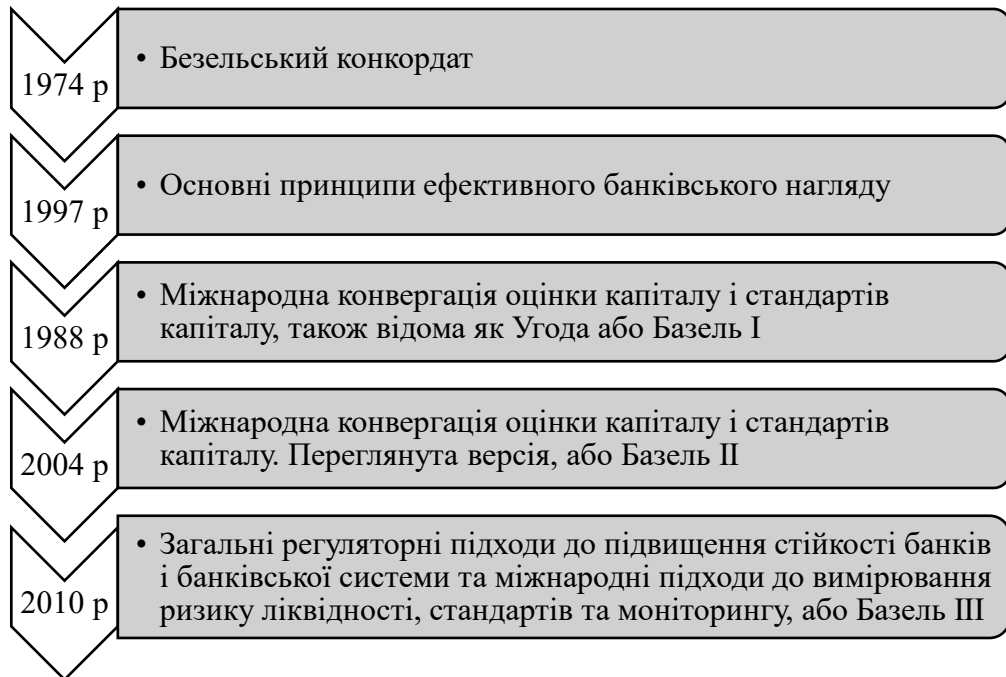 1974 р
• Безельський конкордат
1997 р
• Основні принципи ефективного банківського нагляду
1988 р
• Міжнародна конвергація оцінки капіталу і стандартів
капіталу, також відома як Угода або Базель I
2004 р
• Міжнародна конвергація оцінки капіталу і стандартів
капіталу. Переглянута версія, або Базель II
2010 р
• Загальні регуляторні підходи до підвищення стійкості банків
і банківської системи та міжнародні підходи до вимірювання
ризику ліквідності, стандартів та моніторингу, або Базель III